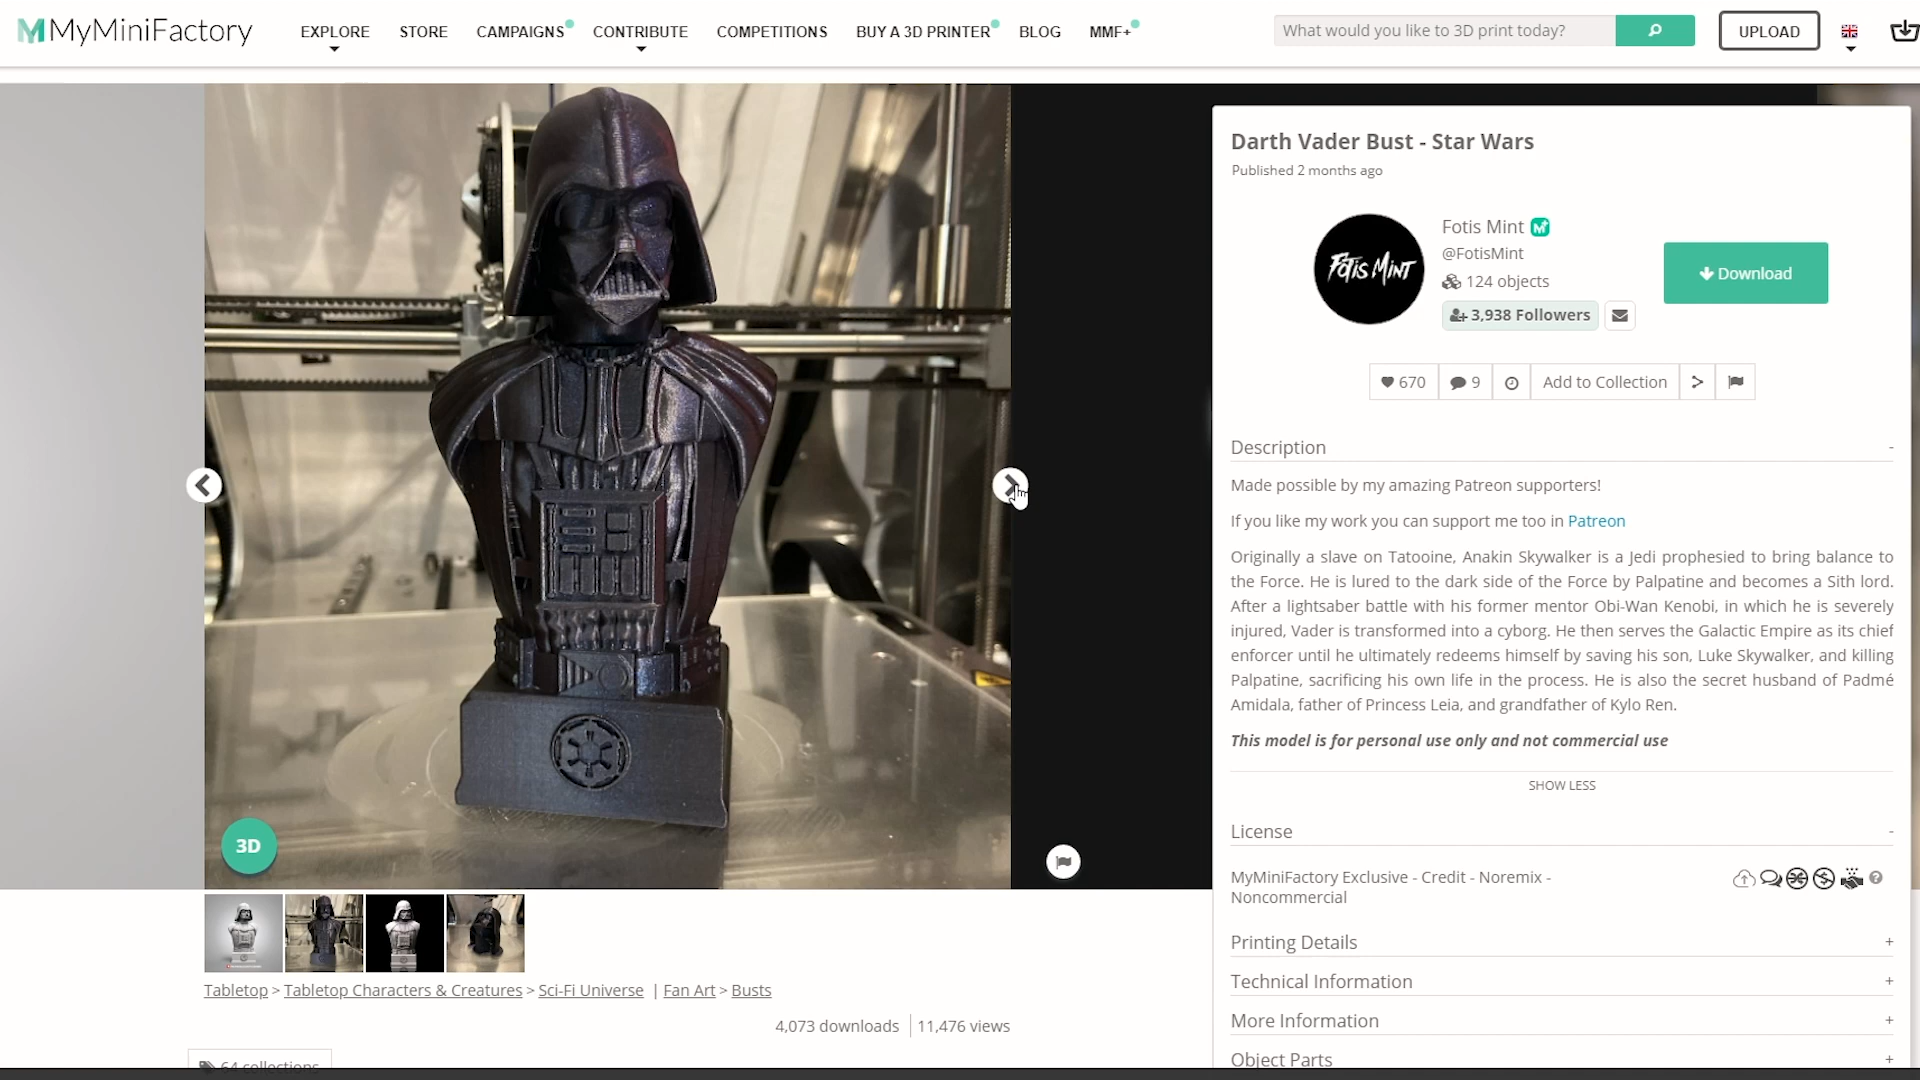 MyMiniFactory
EXPLORE
STORE
CAMPAIGNS
CONTRIBUTE
COMPETITIONS
BUY A 3D PRINTER
BLOG
MMF+
What would you like to 3D print today?
UPLOAD
Darth Vader Bust - Star Wars
Published 2 months ago
FOTIS MINT
Fotis Mint
@FotisMint
124 objects
3,938 Followers
Download
670
9
Add to Collection
Description
-
Made possible by my amazing Patreon supporters!
If you like my work you can support me too in Patreon
Originally a slave on Tatooine, Anakin Skywalker is a Jedi prophesied to bring balance to
the Force. He is lured to the dark side of the Force by Palpatine and becomes a Sith lord.
After a lightsaber battle with his former mentor Obi-Wan Kenobi, in which he is severely
injured, Vader is transformed into a cyborg. He then serves the Galactic Empire as its chief
enforcer until he ultimately redeems himself by saving his son, Luke Skywalker, and killing
Palpatine, sacrificing his own life in the process. He is also the secret husband of Padmé
Amidala, father of Princess Leia, and grandfather of Kylo Ren.
This model is for personal use only and not commercial use
SHOW LESS
License
-
MyMiniFactory Exclusive - Credit - Noremix -
Noncommercial
Printing Details
+
Technical Information
+
More Information
+
Object Parts
+
3D
Tabletop > Tabletop Characters & Creatures > Sci-Fi Universe | Fan Art > Busts
4,073 downloads
11,476 views
64 collections